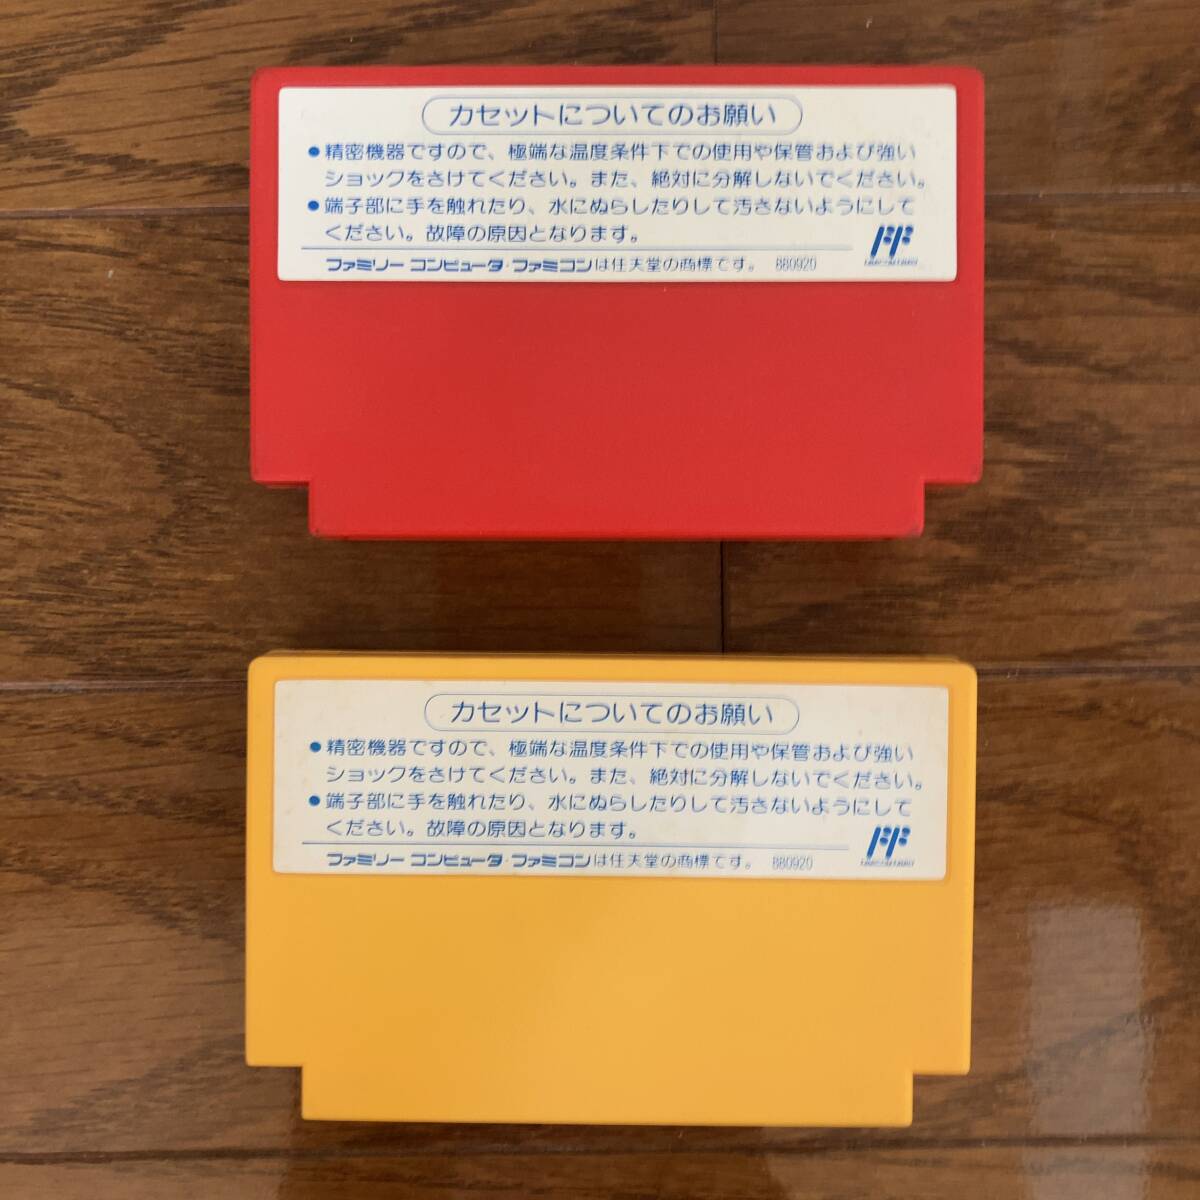 カセットについてのお願い
●精密機器ですので、極端な温度条件下での使用や保管および強い
ショックをさけてください。また、絶対に分解しないでください。
●端子部に手を触れたり、水にぬらしたりして汚さないようにして
ください。故障の原因となります。
ファミリー コンピュータ・ファミコンは任天堂の商標です。 880920
カセットについてのお願い
●精密機器ですので、極端な温度条件下での使用や保管および強い
ショックをさけてください。また、絶対に分解しないでください。
●端子部に手を触れたり、水にぬらしたりして汚さないようにして
ください。故障の原因となります。
ファミリー コンピュータ・ファミコンは任天堂の商標です。 880920